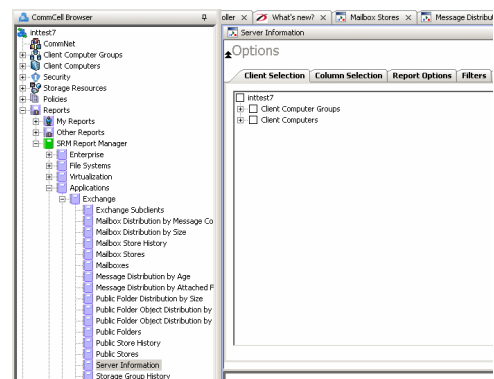 CommCell Browser
inttest7
CommNet
Client Computer Groups
Client Computers
Security
Storage Resources
Policies
Reports
My Reports
Other Reports
SRM Report Manager
Enterprise
File Systems
Virtualization
Applications
Exchange
Exchange Subclients
Mailbox Distribution by Message Co
Mailbox Distribution by Size
Mailbox Store History
Mailbox Stores
Mailboxes
Message Distribution by Age
Message Distribution by Attached F
Public Folder Distribution by Size
Public Folder Object Distribution by
Public Folder Object Distribution by
Public Folders
Public Store History
Public Stores
Server Information
Storage Group History
oller What's new? Mailbox Stores Message Distribut
Server Information
Options
Client Selection Column Selection Report Options Filters
inttest7
Client Computer Groups
Client Computers